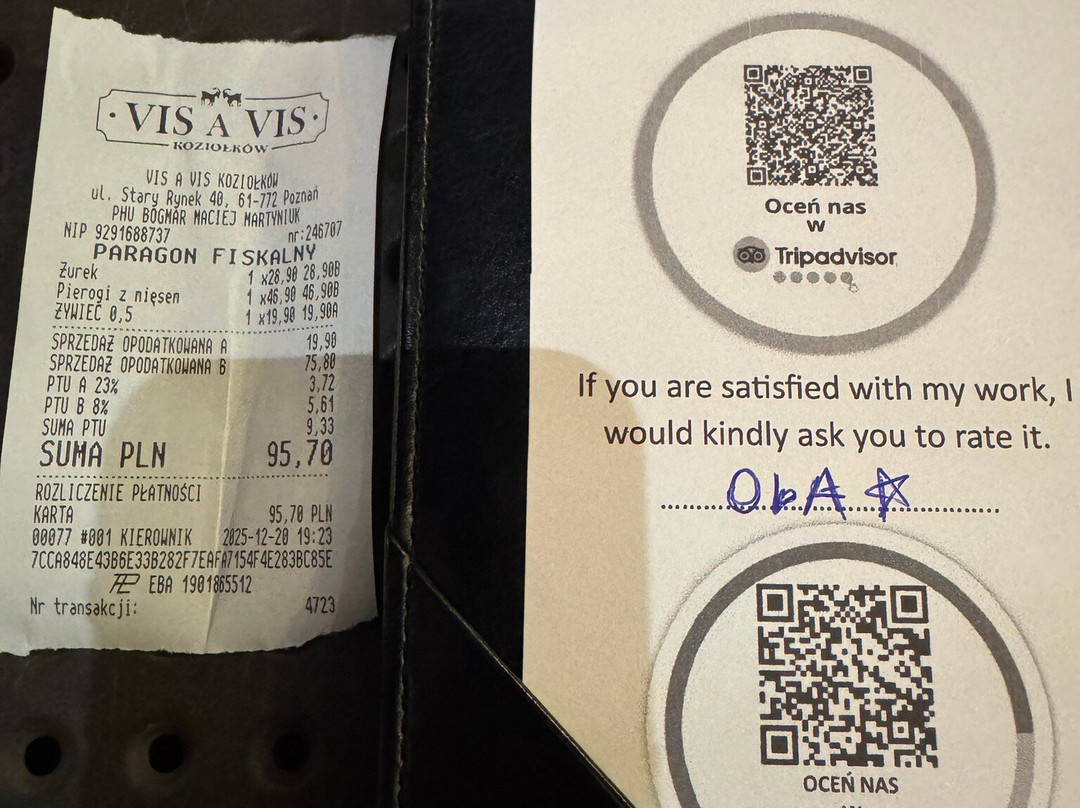 VIS A VIS
KOZIOŁKÓW
VIS A VIS KOZIOŁKÓW
ul. Stary Rynek 40, 61-772 Poznań
PHU BOGMAR MACIEJ MARTYNIUK
NIP 9291688737 nr:246707
PARAGON FISKALNY
Żurek 1 x28,90 28,90B
Pierogi z mięsem 1 x46,90 46,90B
ŻYWIEC 0,5 1 x19,90 19,90A
SPRZEDAŻ OPODATKOWANA A 19,90
SPRZEDAŻ OPODATKOWANA B 75,80
PTU A 23% 3,72
PTU B 8% 5,61
SUMA PTU 9,33
SUMA PLN 95,70
ROZLICZENIE PŁATNOŚCI
KARTA 95,70 PLN
00077 #001 KIEROWNIK 2025-12-20 19:23
7CCA848E43B6E33B282F7EAFA7154F4E283BC85E
EBA 1901865512
Nr transakcji: 4723
Oceń nas
w
Tripadvisor
If you are satisfied with my work, I
would kindly ask you to rate it.
OLA
OCEŃ NAS